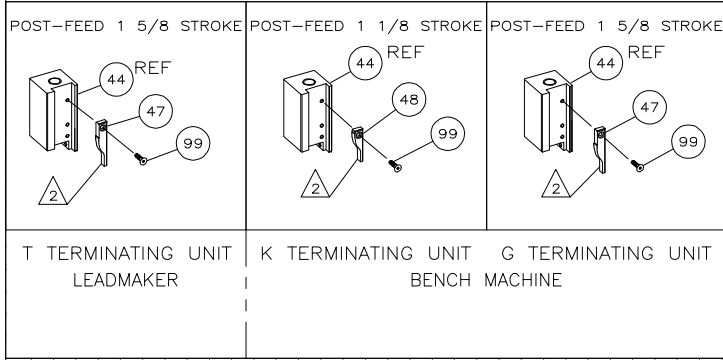 POST-FEED 1 5/8 STROKE
44 REF
47
99
2
POST-FEED 1 1/8 STROKE
44 REF
48
99
2
POST-FEED 1 5/8 STROKE
44 REF
47
99
2
T TERMINATING UNIT
LEADMAKER
K TERMINATING UNIT G TERMINATING UNIT
BENCH MACHINE